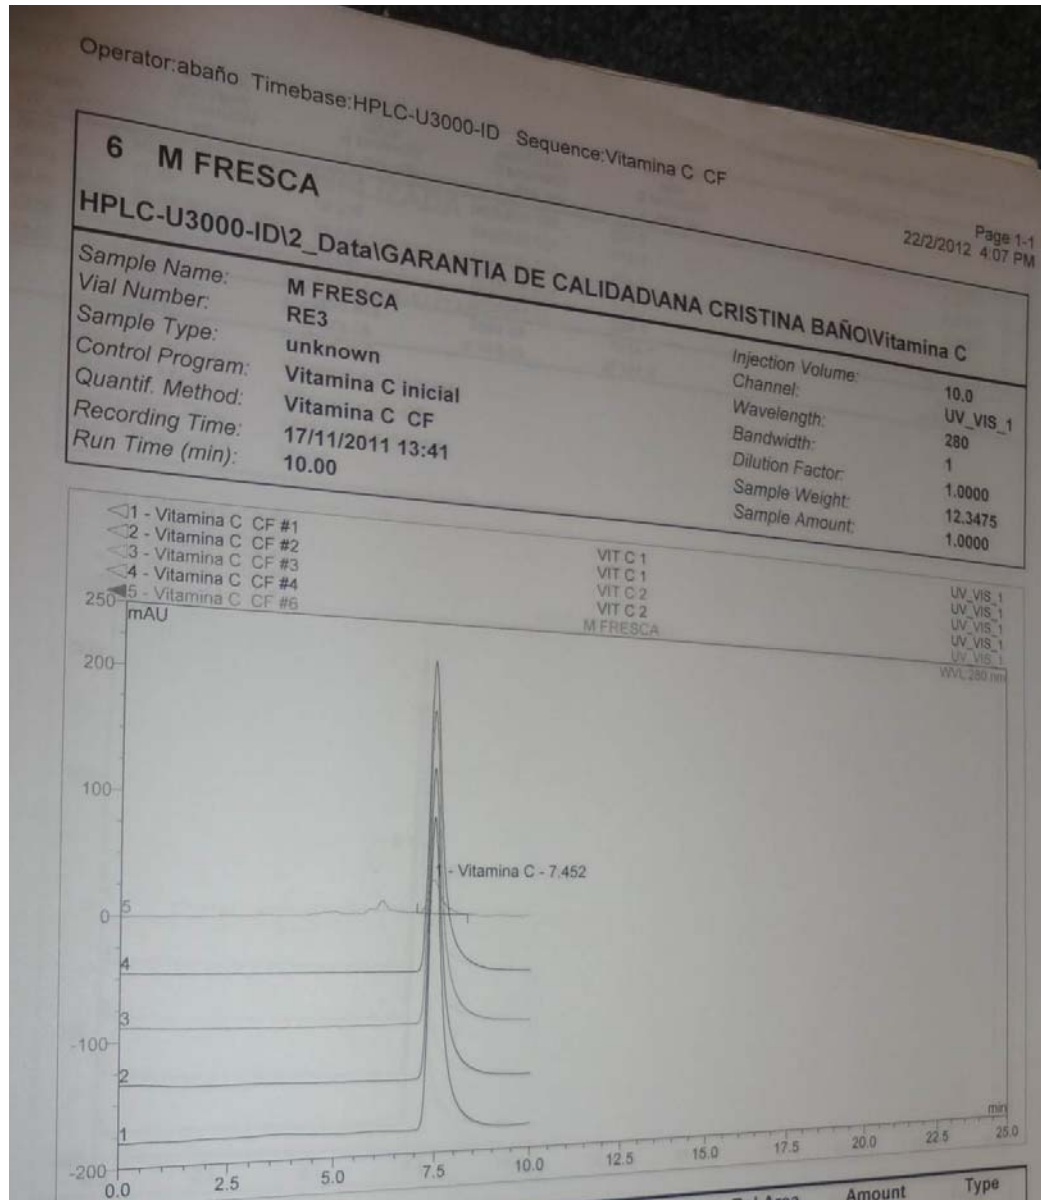 Operator:abaño Timebase:HPLC-U3000-ID Sequence:Vitamina C CF
Page 1-1
22/2/2012 4:07 PM
6 M FRESCA
HPLC-U3000-ID\2_Data\GARANTIA DE CALIDAD\ANA CRISTINA BAÑO\Vitamina C
Sample Name: M FRESCA Injection Volume: 10.0
Vial Number: RE3 Channel: UV_VIS_1
Sample Type: unknown Wavelength: 280
Control Program: Vitamina C inicial Bandwidth: 1
Quantif. Method: Vitamina C CF Dilution Factor: 1.0000
Recording Time: 17/11/2011 13:41 Sample Weight: 12.3475
Run Time (min): 10.00 Sample Amount: 1.0000
1 - Vitamina C CF #1 VIT C 1 UV_VIS_1
2 - Vitamina C CF #2 VIT C 1 UV_VIS_1
3 - Vitamina C CF #3 VIT C 2 UV_VIS_1
4 - Vitamina C CF #4 VIT C 2 UV_VIS_1
5 - Vitamina C CF #6 M FRESCA UV_VIS_1
250
mAU
WVL:280 nm
200
100
1 - Vitamina C - 7.452
0
5
4
3
-100
2
1
min
-200
0.0 2.5 5.0 7.5 10.0 12.5 15.0 17.5 20.0 22.5 25.0
Amount Type